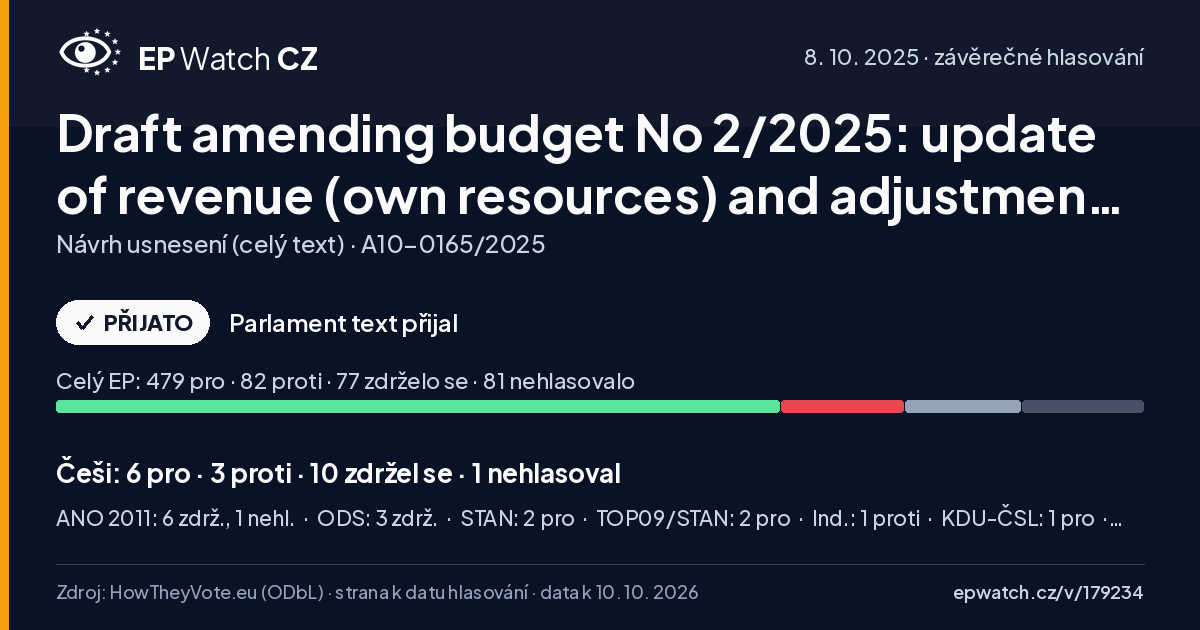 EP Watch CZ
8. 10. 2025 · závěrečné hlasování
Draft amending budget No 2/2025: update
of revenue (own resources) and adjustmen…
Návrh usnesení (celý text) · A10-0165/2025
✓ PŘIJATO
Parlament text přijal
Celý EP: 479 pro · 82 proti · 77 zdrželo se · 81 nehlasovalo
Češi: 6 pro · 3 proti · 10 zdržel se · 1 nehlasoval
ANO 2011: 6 zdrž., 1 nehl. · ODS: 3 zdrž. · STAN: 2 pro · TOP09/STAN: 2 pro · Ind.: 1 proti · KDU-ČSL: 1 pro ·…
Zdroj: HowTheyVote.eu (ODbL) · strana k datu hlasování · data k 10. 10. 2026
epwatch.cz/v/179234